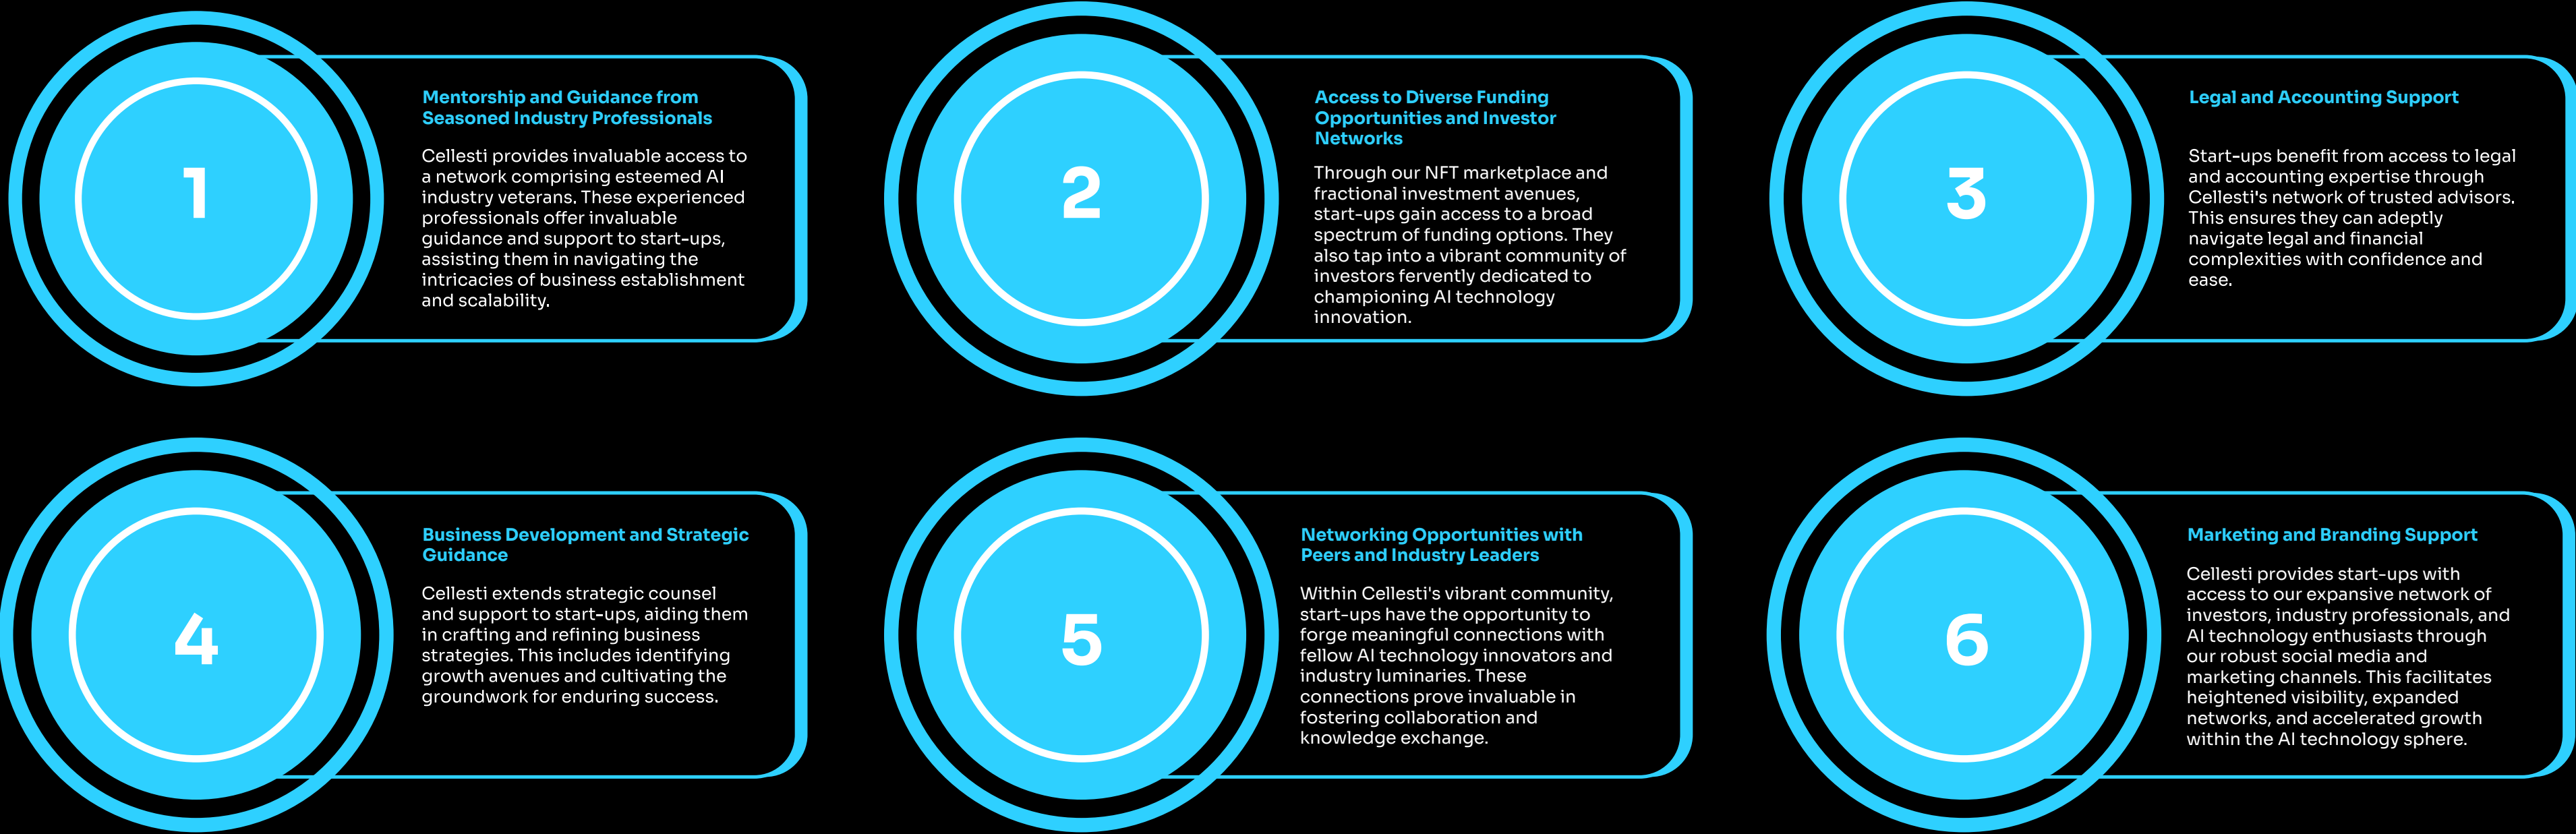 1
Mentorship and Guidance from
Seasoned Industry Professionals
Cellesti provides invaluable access to
a network comprising esteemed AI
industry veterans. These experienced
professionals offer invaluable
guidance and support to start-ups,
assisting them in navigating the
intricacies of business establishment
and scalability.
2
Access to Diverse Funding
Opportunities and Investor
Networks
Through our NFT marketplace and
fractional investment avenues,
start-ups gain access to a broad
spectrum of funding options. They
also tap into a vibrant community of
investors fervently dedicated to
championing AI technology
innovation.
3
Legal and Accounting Support
Start-ups benefit from access to legal
and accounting expertise through
Cellesti's network of trusted advisors.
This ensures they can adeptly
navigate legal and financial
complexities with confidence and
ease.
4
Business Development and Strategic
Guidance
Cellesti extends strategic counsel
and support to start-ups, aiding them
in crafting and refining business
strategies. This includes identifying
growth avenues and cultivating the
groundwork for enduring success.
5
Networking Opportunities with
Peers and Industry Leaders
Within Cellesti's vibrant community,
start-ups have the opportunity to
forge meaningful connections with
fellow AI technology innovators and
industry luminaries. These
connections prove invaluable in
fostering collaboration and
knowledge exchange.
6
Marketing and Branding Support
Cellesti provides start-ups with
access to our expansive network of
investors, industry professionals, and
AI technology enthusiasts through
our robust social media and
marketing channels. This facilitates
heightened visibility, expanded
networks, and accelerated growth
within the AI technology sphere.